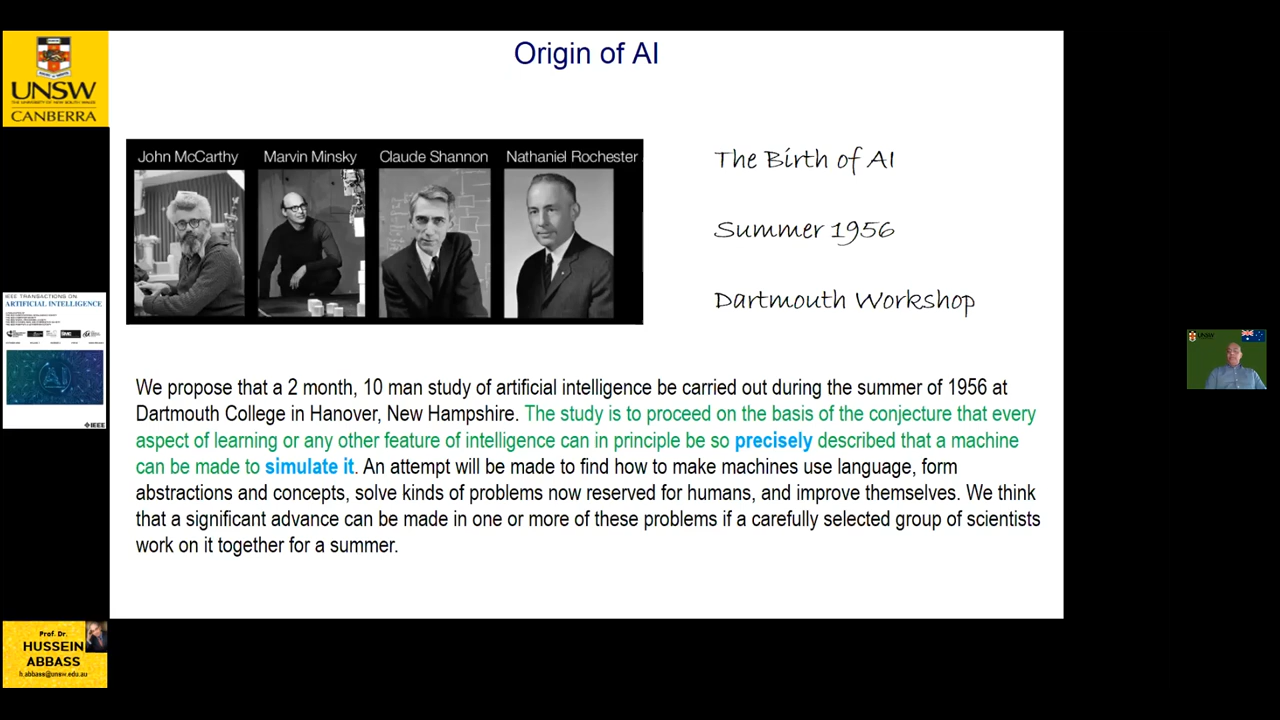 Origin of AI
UNSW
CANBERRA
John McCarthy
Marvin Minsky
Claude Shannon
Nathaniel Rochester
The Birth of AI
Summer 1956
Dartmouth Workshop
IEEE TRANSACTIONS ON
ARTIFICIAL INTELLIGENCE
AI
IEEE
UNSW
We propose that a 2 month, 10 man study of artificial intelligence be carried out during the summer of 1956 at
Dartmouth College in Hanover, New Hampshire. The study is to proceed on the basis of the conjecture that every
aspect of learning or any other feature of intelligence can in principle be so precisely described that a machine
can be made to simulate it. An attempt will be made to find how to make machines use language, form
abstractions and concepts, solve kinds of problems now reserved for humans, and improve themselves. We think
that a significant advance can be made in one or more of these problems if a carefully selected group of scientists
work on it together for a summer.
Prof. Dr.
HUSSEIN
ABBASS
h.abbass@unsw.edu.au